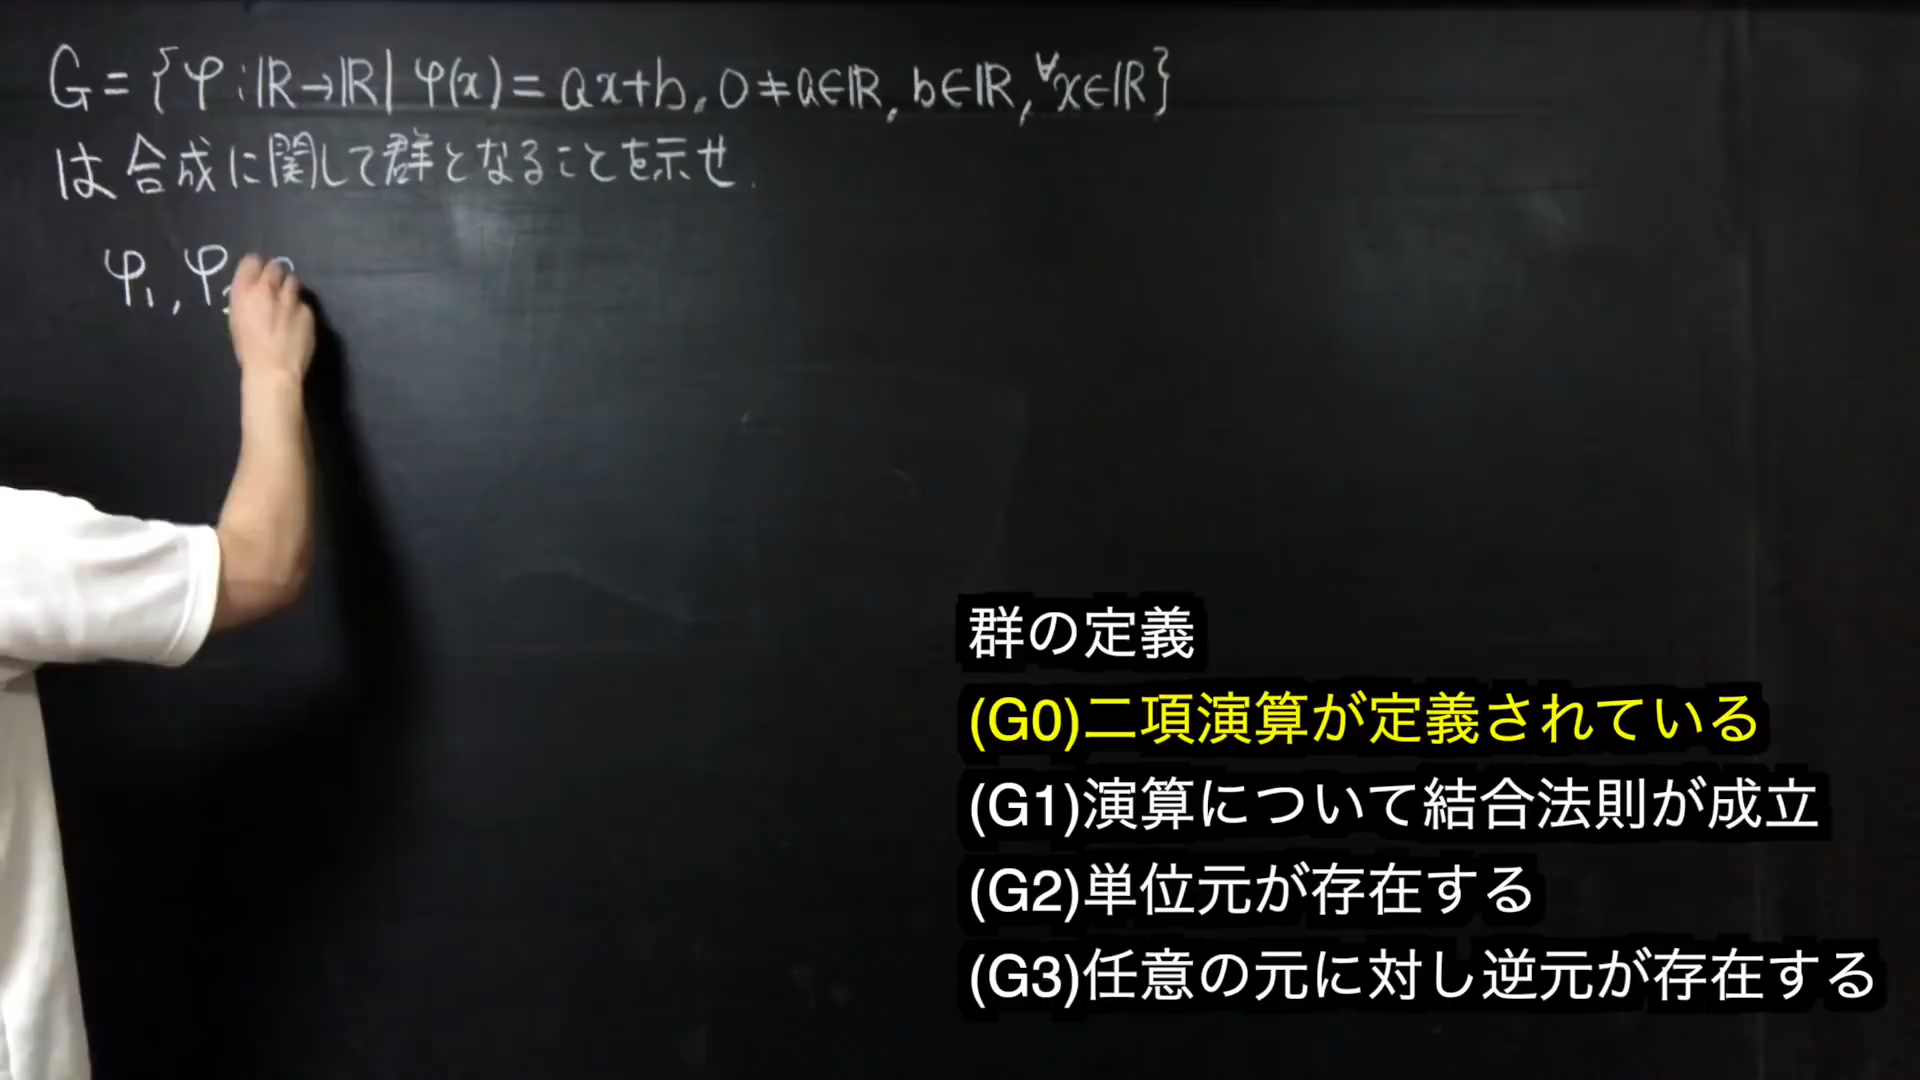 G = {φ : ℝ → ℝ | φ(x) = ax + b, 0 ≠ a ∈ ℝ, b ∈ ℝ, ∀x ∈ ℝ}
は合成に関して群となることを示せ.
φ₁, φ₂
群の定義
(G0)二項演算が定義されている
(G1)演算について結合法則が成立
(G2)単位元が存在する
(G3)任意の元に対し逆元が存在する